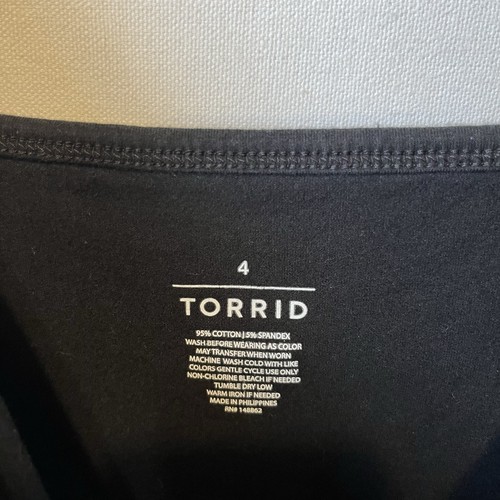 4
TORRID
95% COTTON | 5% SPANDEX
WASH BEFORE WEARING AS COLOR
MAY TRANSFER WHEN WORN
MACHINE WASH COLD WITH LIKE
COLORS GENTLE CYCLE USE ONLY
NON-CHLORINE BLEACH IF NEEDED
TUMBLE DRY LOW
WARM IRON IF NEEDED
MADE IN PHILIPPINES
RN# 148862